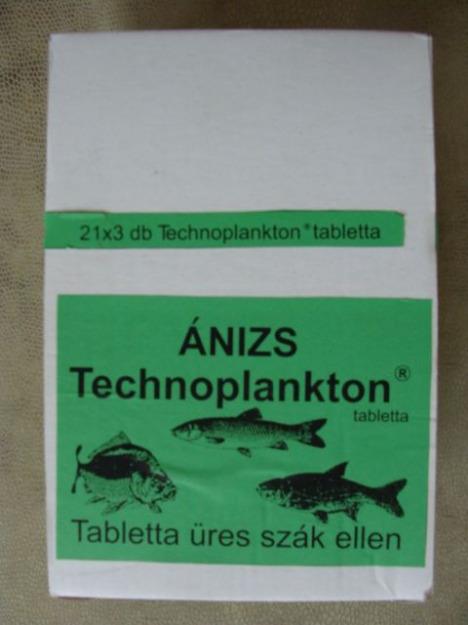 21x3 db Technoplankton® tabletta
ÁNIZS
Technoplankton®
tabletta
Tabletta üres szák ellen